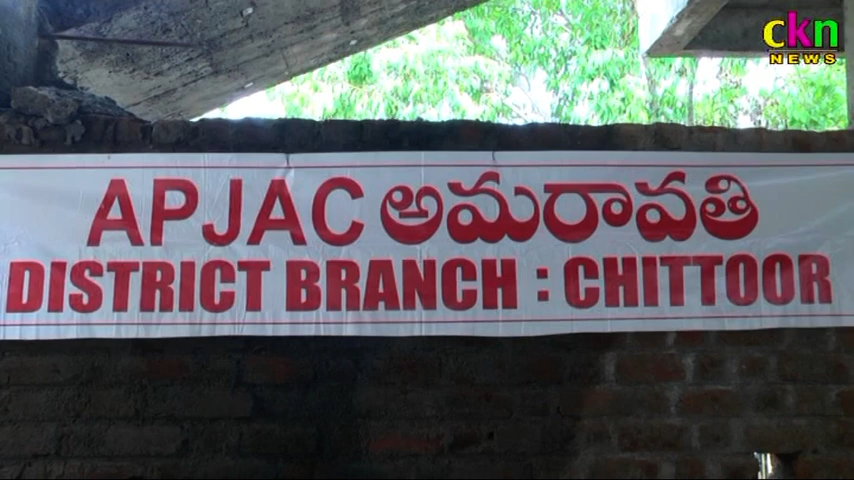 ckn
NEWS
APJAC అమరావతి
DISTRICT BRANCH : CHITTOOR